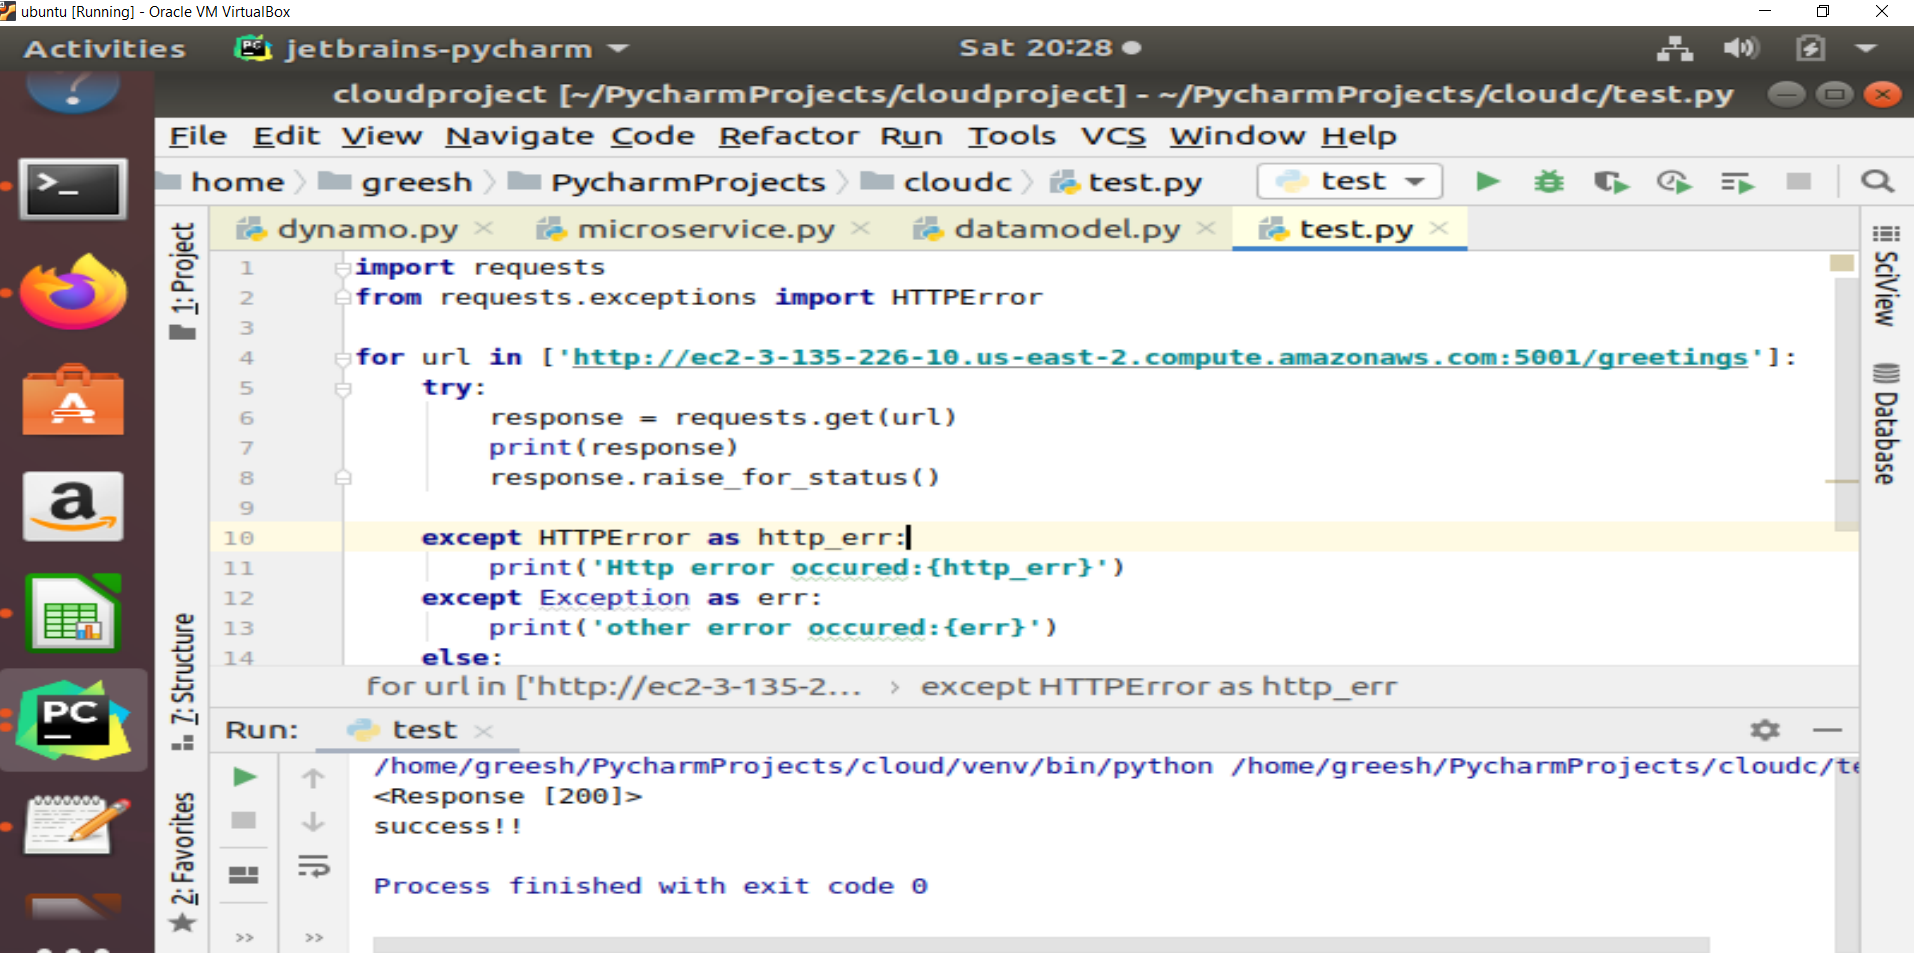 ubuntu [Running] - Oracle VM VirtualBox
Activities jetbrains-pycharm Sat 20:28
cloudproject [~/PycharmProjects/cloudproject] - ~/PycharmProjects/cloudc/test.py
File Edit View Navigate Code Refactor Run Tools VCS Window Help
home greesh PycharmProjects cloudc test.py test
dynamo.py microservice.py datamodel.py test.py
1: Project
7: Structure
2: Favorites
SciView
Database
1 import requests
2 from requests.exceptions import HTTPError
3
4 for url in ['http://ec2-3-135-226-10.us-east-2.compute.amazonaws.com:5001/greetings']:
5 try:
6 response = requests.get(url)
7 print(response)
8 response.raise_for_status()
9
10 except HTTPError as http_err:
11 print('Http error occured:{http_err}')
12 except Exception as err:
13 print('other error occured:{err}')
14 else:
for url in ['http://ec2-3-135-2... › except HTTPError as http_err
Run: test
/home/greesh/PycharmProjects/cloud/venv/bin/python /home/greesh/PycharmProjects/cloudc/te
<Response [200]>
success!!
Process finished with exit code 0
>_
a
PC